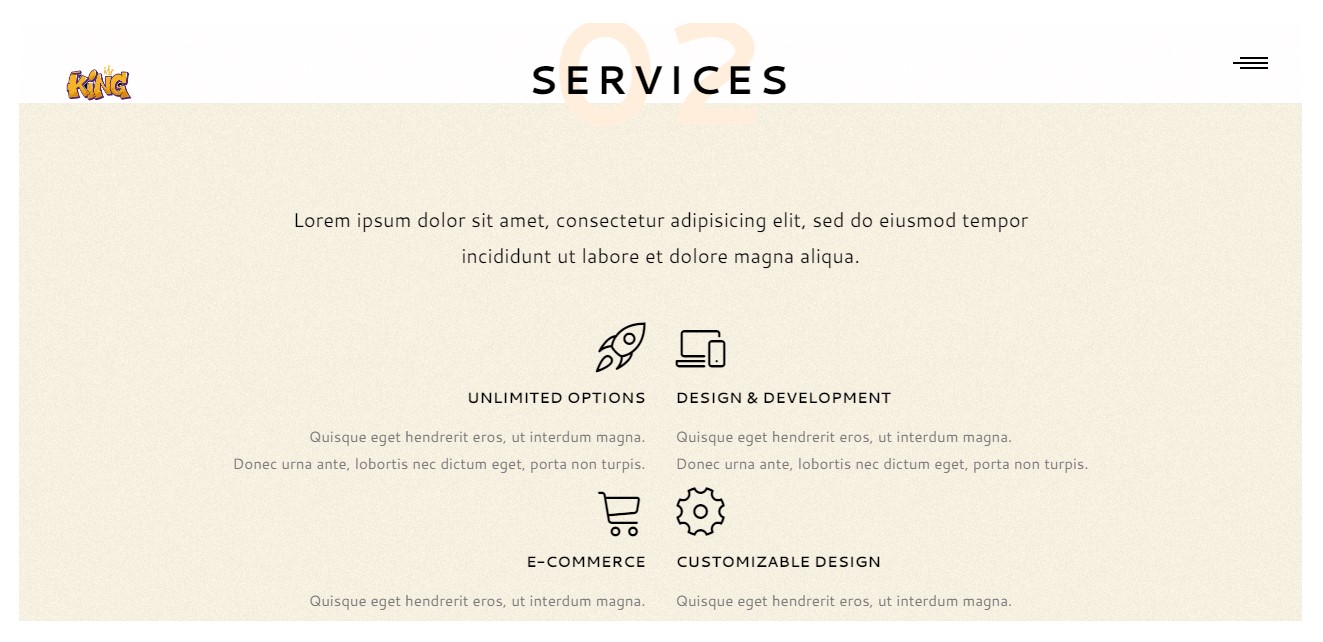 02
KING
SERVICES
Lorem ipsum dolor sit amet, consectetur adipisicing elit, sed do eiusmod tempor
incididunt ut labore et dolore magna aliqua.
UNLIMITED OPTIONS
Quisque eget hendrerit eros, ut interdum magna.
Donec urna ante, lobortis nec dictum eget, porta non turpis.
DESIGN & DEVELOPMENT
Quisque eget hendrerit eros, ut interdum magna.
Donec urna ante, lobortis nec dictum eget, porta non turpis.
E-COMMERCE
Quisque eget hendrerit eros, ut interdum magna.
CUSTOMIZABLE DESIGN
Quisque eget hendrerit eros, ut interdum magna.